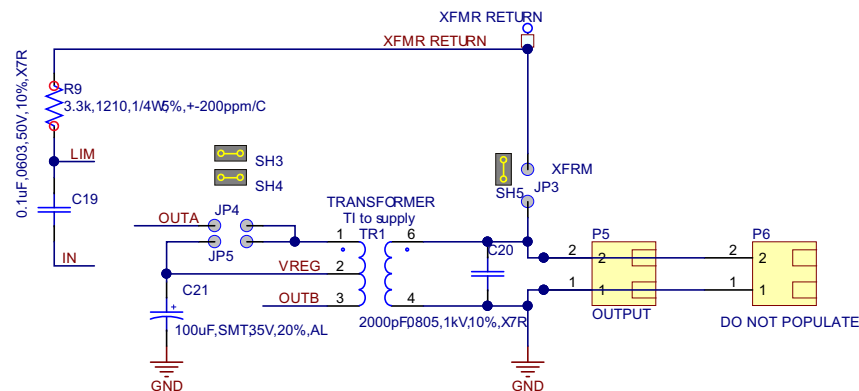 XFMR RETURN
XFMR RETURN
R9
3.3k,1210,1/4W,5%,+-200ppm/C
0.1uF,0603,50V,10%,X7R
LIM
C19
IN
SH3
SH4
OUTA
JP4
JP5
C21
100uF,SMT,35V,20%,AL
GND
VREG
OUTB
TRANSFORMER
TI to supply
TR1
1
2
3
6
4
XFRM
SH5
JP3
C20
2000pF,0805,1kV,10%,X7R
GND
P5
2
2
1
1
OUTPUT
P6
2
2
1
1
DO NOT POPULATE